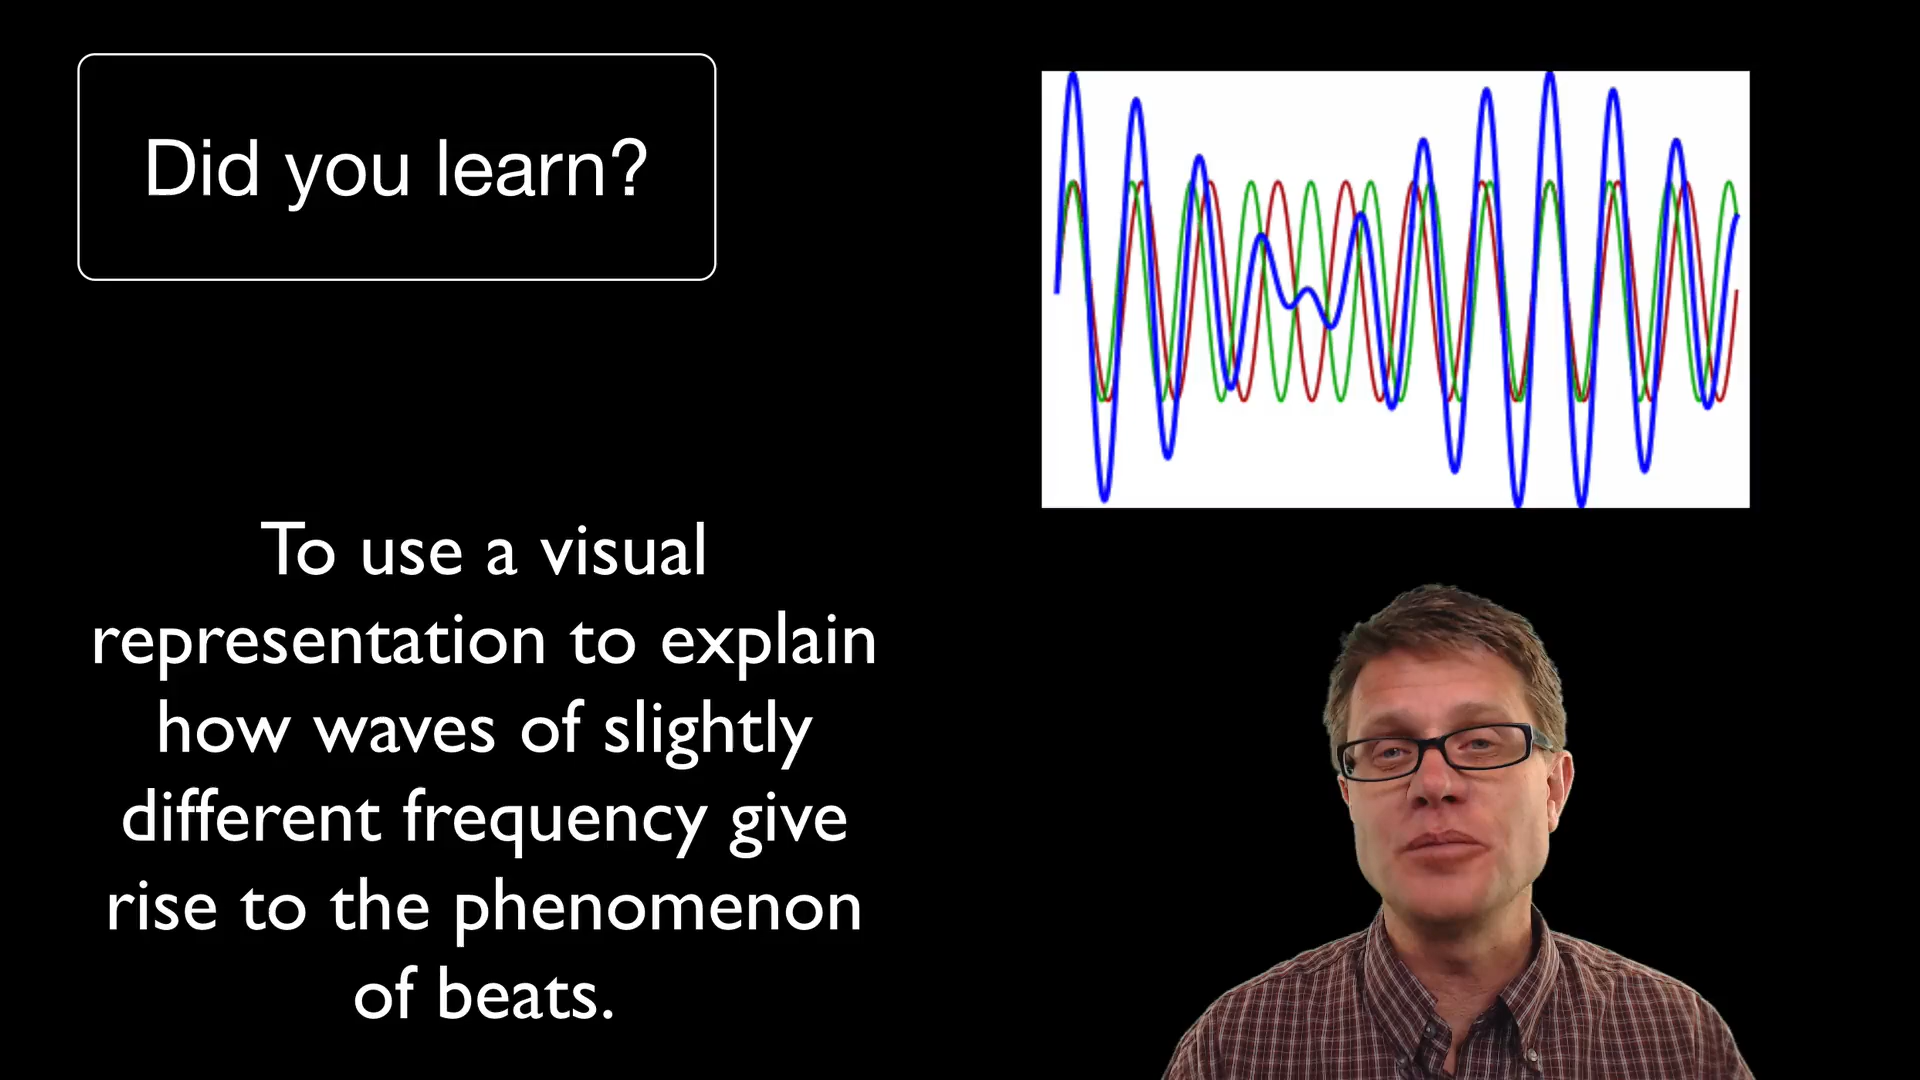 Did you learn?
To use a visual
representation to explain
how waves of slightly
different frequency give
rise to the phenomenon
of beats.